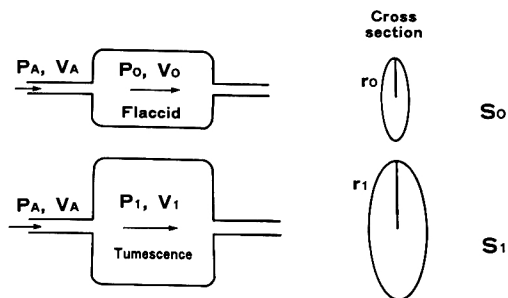 Cross
section
PA, VA
Po, Vo
Flaccid
ro
So
PA, VA
P1, V1
Tumescence
r1
S1